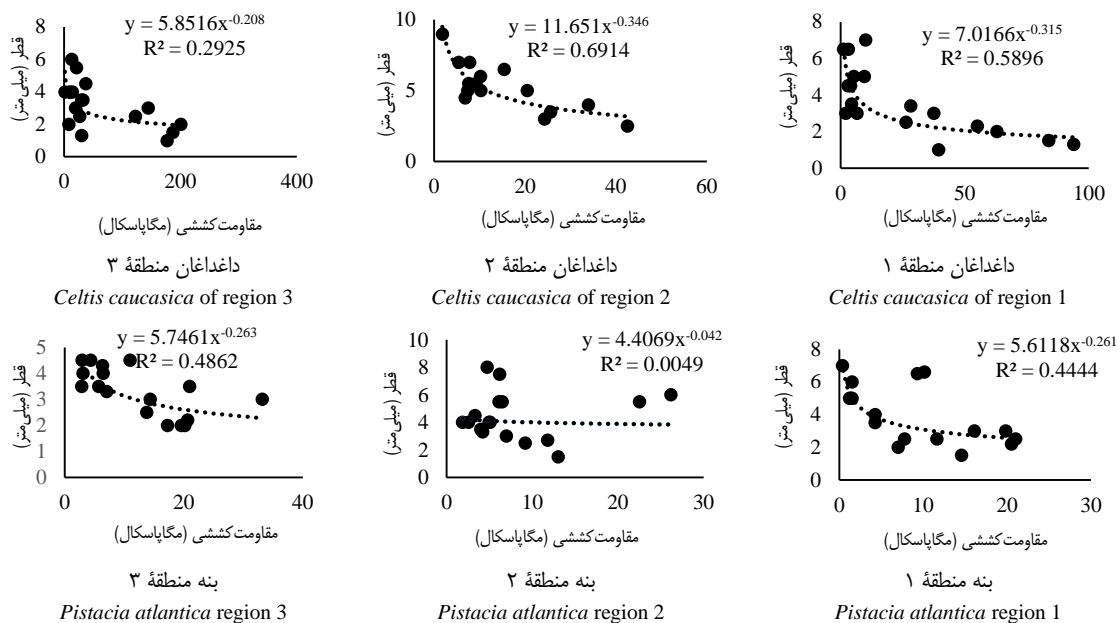 y = 5.8516x^-0.208
R² = 0.2925
قطر (میلی‌متر)
8
6
4
2
0
0 200 400
مقاومت کششی (مگاپاسکال)
داغداغان منطقۀ ۳
Celtis caucasica of region 3
y = 11.651x^-0.346
R² = 0.6914
قطر (میلی‌متر)
10
5
0
0 20 40 60
مقاومت کششی (مگاپاسکال)
داغداغان منطقۀ ۲
Celtis caucasica of region 2
y = 7.0166x^-0.315
R² = 0.5896
قطر (میلی‌متر)
8
6
4
2
0
0 50 100
مقاومت کششی (مگاپاسکال)
داغداغان منطقۀ ۱
Celtis caucasica of region 1
y = 5.7461x^-0.263
R² = 0.4862
قطر (میلی‌متر)
5
4
3
2
1
0
0 20 40
مقاومت کششی (مگاپاسکال)
بنه منطقۀ ۳
Pistacia atlantica region 3
y = 4.4069x^-0.042
R² = 0.0049
قطر (میلی‌متر)
10
8
6
4
2
0
0 10 20 30
مقاومت کششی (مگاپاسکال)
بنه منطقۀ ۲
Pistacia atlantica region 2
y = 5.6118x^-0.261
R² = 0.4444
قطر (میلی‌متر)
8
6
4
2
0
0 10 20 30
مقاومت کششی (مگاپاسکال)
بنه منطقۀ ۱
Pistacia atlantica region 1